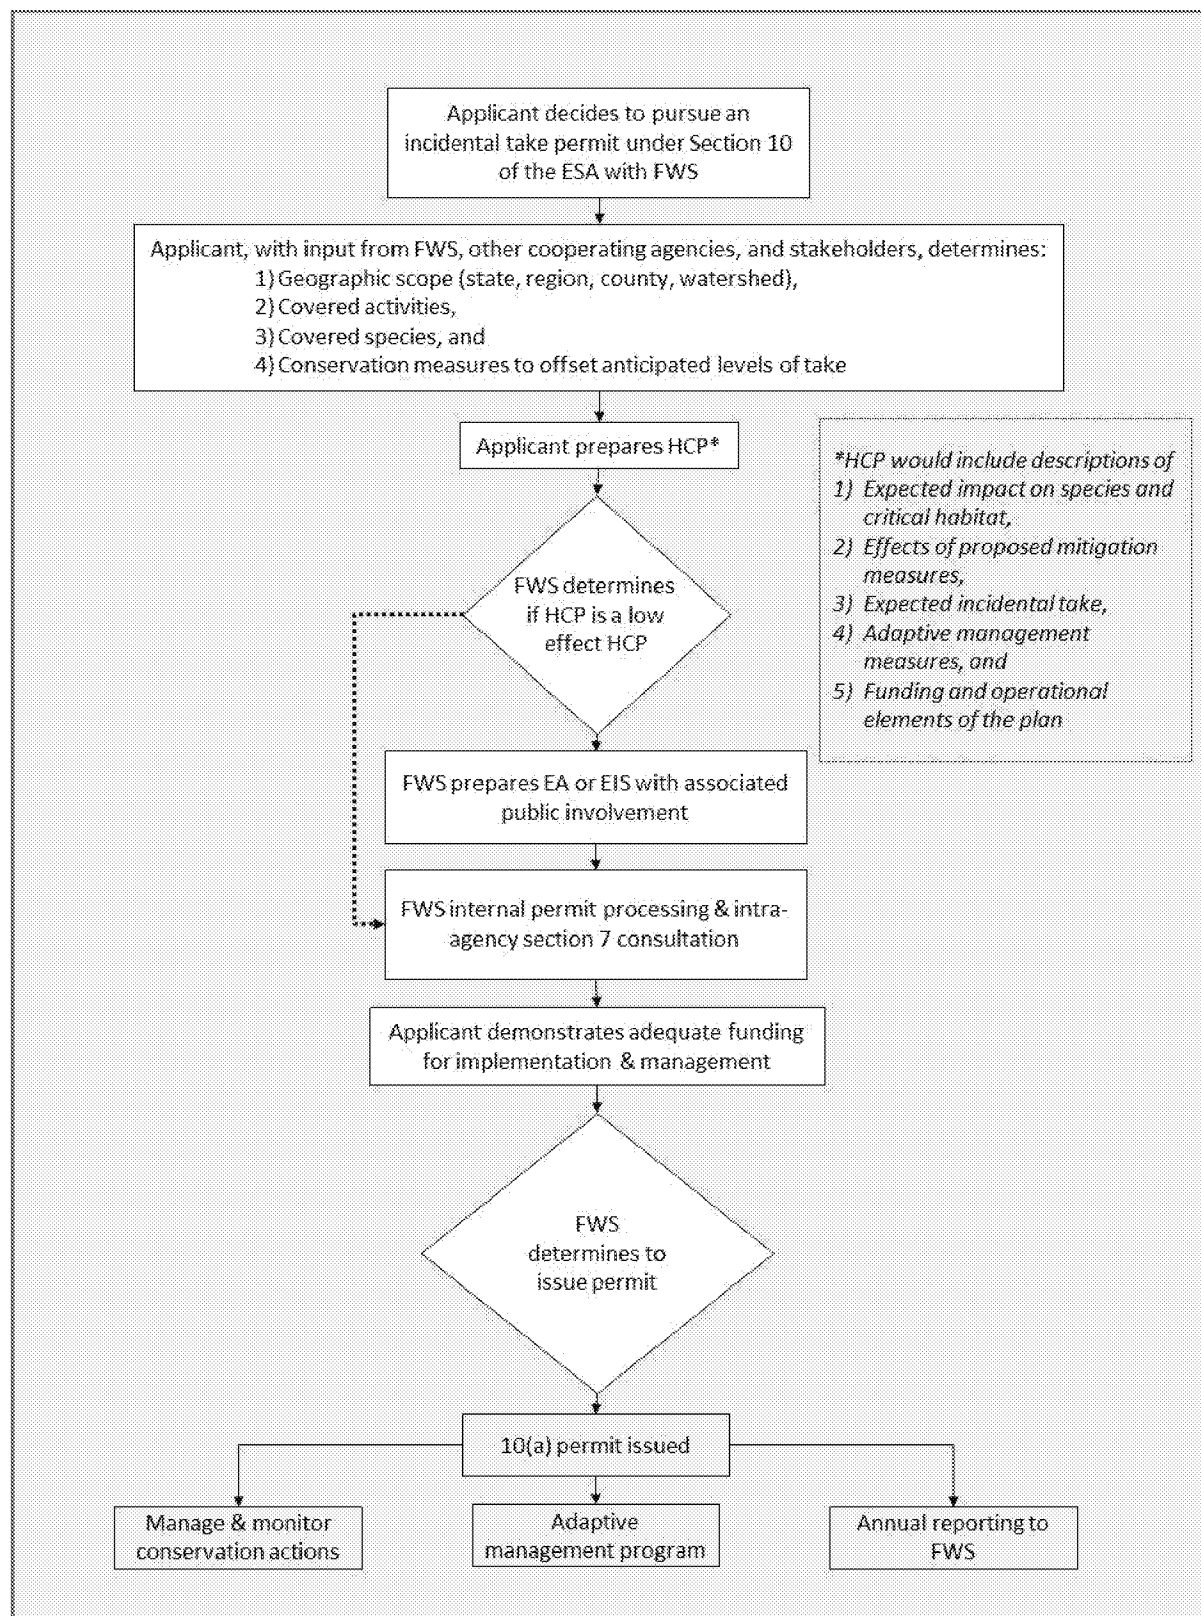 Applicant decides to pursue an
incidental take permit under Section 10
of the ESA with FWS
Applicant, with input from FWS, other cooperating agencies, and stakeholders, determines:
1) Geographic scope (state, region, county, watershed),
2) Covered activities,
3) Covered species, and
4) Conservation measures to offset anticipated levels of take
Applicant prepares HCP*
*HCP would include descriptions of
1) Expected impact on species and
critical habitat,
2) Effects of proposed mitigation
measures,
3) Expected incidental take,
4) Adaptive management
measures, and
5) Funding and operational
elements of the plan
FWS determines
if HCP is a low
effect HCP
FWS prepares EA or EIS with associated
public involvement
FWS internal permit processing & intra-
agency section 7 consultation
Applicant demonstrates adequate funding
for implementation & management
FWS
determines to
issue permit
10(a) permit issued
Manage & monitor
conservation actions
Adaptive
management program
Annual reporting to
FWS